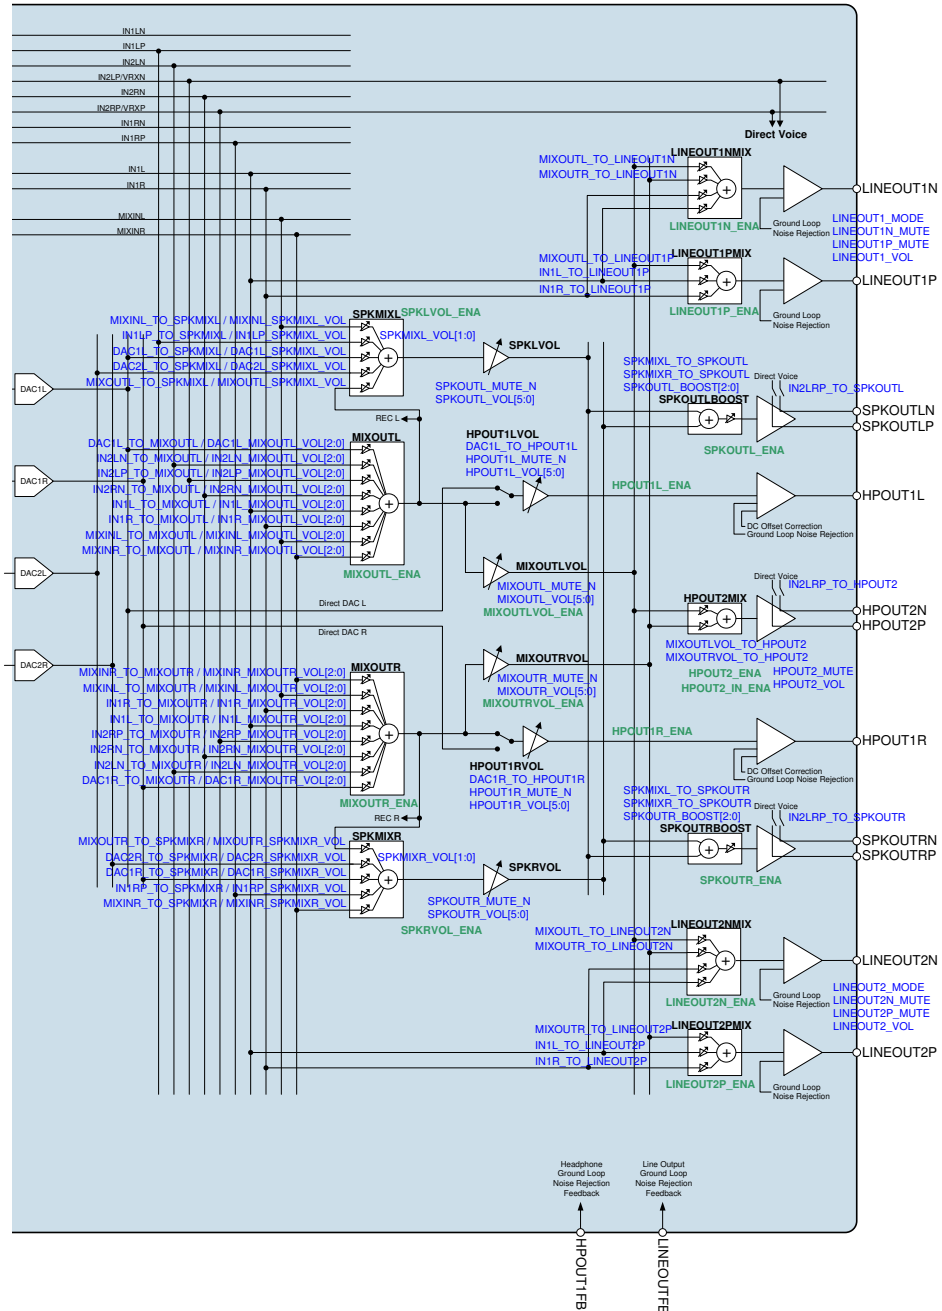 IN1LN
IN1LP
IN2LN
IN2LP/VRXN
IN2RN
IN2RP/VRXP
IN1RN
IN1RP
IN1L
IN1R
MIXINL
MIXINR
Direct Voice
LINEOUT1NMIX
MIXOUTL_TO_LINEOUT1N
MIXOUTR_TO_LINEOUT1N
LINEOUT1N_ENA
Ground Loop
Noise Rejection
LINEOUT1N
LINEOUT1_MODE
LINEOUT1N_MUTE
LINEOUT1P_MUTE
LINEOUT1_VOL
LINEOUT1PMIX
MIXOUTL_TO_LINEOUT1P
IN1L_TO_LINEOUT1P
IN1R_TO_LINEOUT1P
LINEOUT1P_ENA
Ground Loop
Noise Rejection
LINEOUT1P
SPKMIXL
SPKLVOL_ENA
MIXINL_TO_SPKMIXL / MIXINL_SPKMIXL_VOL
IN1LP_TO_SPKMIXL / IN1LP_SPKMIXL_VOL
DAC1L_TO_SPKMIXL / DAC1L_SPKMIXL_VOL
DAC2L_TO_SPKMIXL / DAC2L_SPKMIXL_VOL
MIXOUTL_TO_SPKMIXL / MIXOUTL_SPKMIXL_VOL
SPKMIXL_VOL[1:0]
SPKLVOL
SPKOUTL_MUTE_N
SPKOUTL_VOL[5:0]
SPKMIXL_TO_SPKOUTL
SPKMIXR_TO_SPKOUTL
SPKOUTL_BOOST[2:0]
SPKOUTLBOOST
SPKOUTL_ENA
Direct Voice
IN2LRP_TO_SPKOUTL
SPKOUTLN
SPKOUTLP
DAC1L
REC L
MIXOUTL
DAC1L_TO_MIXOUTL / DAC1L_MIXOUTL_VOL[2:0]
IN2LN_TO_MIXOUTL / IN2LN_MIXOUTL_VOL[2:0]
IN2LP_TO_MIXOUTL / IN2LP_MIXOUTL_VOL[2:0]
IN2RN_TO_MIXOUTL / IN2RN_MIXOUTL_VOL[2:0]
IN1L_TO_MIXOUTL / IN1L_MIXOUTL_VOL[2:0]
IN1R_TO_MIXOUTL / IN1R_MIXOUTL_VOL[2:0]
MIXINL_TO_MIXOUTL / MIXINL_MIXOUTL_VOL[2:0]
MIXINR_TO_MIXOUTL / MIXINR_MIXOUTL_VOL[2:0]
MIXOUTL_ENA
DAC1R
HPOUT1LVOL
DAC1L_TO_HPOUT1L
HPOUT1L_MUTE_N
HPOUT1L_VOL[5:0]
HPOUT1L_ENA
DC Offset Correction
Ground Loop Noise Rejection
HPOUT1L
DAC2L
MIXOUTLVOL
MIXOUTL_MUTE_N
MIXOUTL_VOL[5:0]
MIXOUTLVOL_ENA
Direct DAC L
Direct DAC R
HPOUT2MIX
Direct Voice
IN2LRP_TO_HPOUT2
HPOUT2N
HPOUT2P
MIXOUTLVOL_TO_HPOUT2
MIXOUTRVOL_TO_HPOUT2
HPOUT2_ENA
HPOUT2_IN_ENA
HPOUT2_MUTE
HPOUT2_VOL
DAC2R
MIXOUTRVOL
MIXOUTR_MUTE_N
MIXOUTR_VOL[5:0]
MIXOUTRVOL_ENA
MIXOUTR
MIXINR_TO_MIXOUTR / MIXINR_MIXOUTR_VOL[2:0]
MIXINL_TO_MIXOUTR / MIXINL_MIXOUTR_VOL[2:0]
IN1R_TO_MIXOUTR / IN1R_MIXOUTR_VOL[2:0]
IN1L_TO_MIXOUTR / IN1L_MIXOUTR_VOL[2:0]
IN2RP_TO_MIXOUTR / IN2RP_MIXOUTR_VOL[2:0]
IN2RN_TO_MIXOUTR / IN2RN_MIXOUTR_VOL[2:0]
IN2LN_TO_MIXOUTR / IN2LN_MIXOUTR_VOL[2:0]
DAC1R_TO_MIXOUTR / DAC1R_MIXOUTR_VOL[2:0]
MIXOUTR_ENA
HPOUT1RVOL
DAC1R_TO_HPOUT1R
HPOUT1R_MUTE_N
HPOUT1R_VOL[5:0]
HPOUT1R_ENA
DC Offset Correction
Ground Loop Noise Rejection
HPOUT1R
REC R
SPKMIXR
MIXOUTR_TO_SPKMIXR / MIXOUTR_SPKMIXR_VOL
DAC2R_TO_SPKMIXR / DAC2R_SPKMIXR_VOL
DAC1R_TO_SPKMIXR / DAC1R_SPKMIXR_VOL
IN1RP_TO_SPKMIXR / IN1RP_SPKMIXR_VOL
MIXINR_TO_SPKMIXR / MIXINR_SPKMIXR_VOL
SPKMIXR_VOL[1:0]
SPKRVOL
SPKOUTR_MUTE_N
SPKOUTR_VOL[5:0]
SPKRVOL_ENA
SPKMIXL_TO_SPKOUTR
SPKMIXR_TO_SPKOUTR
SPKOUTR_BOOST[2:0]
SPKOUTRBOOST
SPKOUTR_ENA
Direct Voice
IN2LRP_TO_SPKOUTR
SPKOUTRN
SPKOUTRP
LINEOUT2NMIX
MIXOUTL_TO_LINEOUT2N
MIXOUTR_TO_LINEOUT2N
LINEOUT2N_ENA
Ground Loop
Noise Rejection
LINEOUT2N
LINEOUT2_MODE
LINEOUT2N_MUTE
LINEOUT2P_MUTE
LINEOUT2_VOL
LINEOUT2PMIX
MIXOUTR_TO_LINEOUT2P
IN1L_TO_LINEOUT2P
IN1R_TO_LINEOUT2P
LINEOUT2P_ENA
Ground Loop
Noise Rejection
LINEOUT2P
Headphone
Ground Loop
Noise Rejection
Feedback
Line Output
Ground Loop
Noise Rejection
Feedback
HPOUT1FB